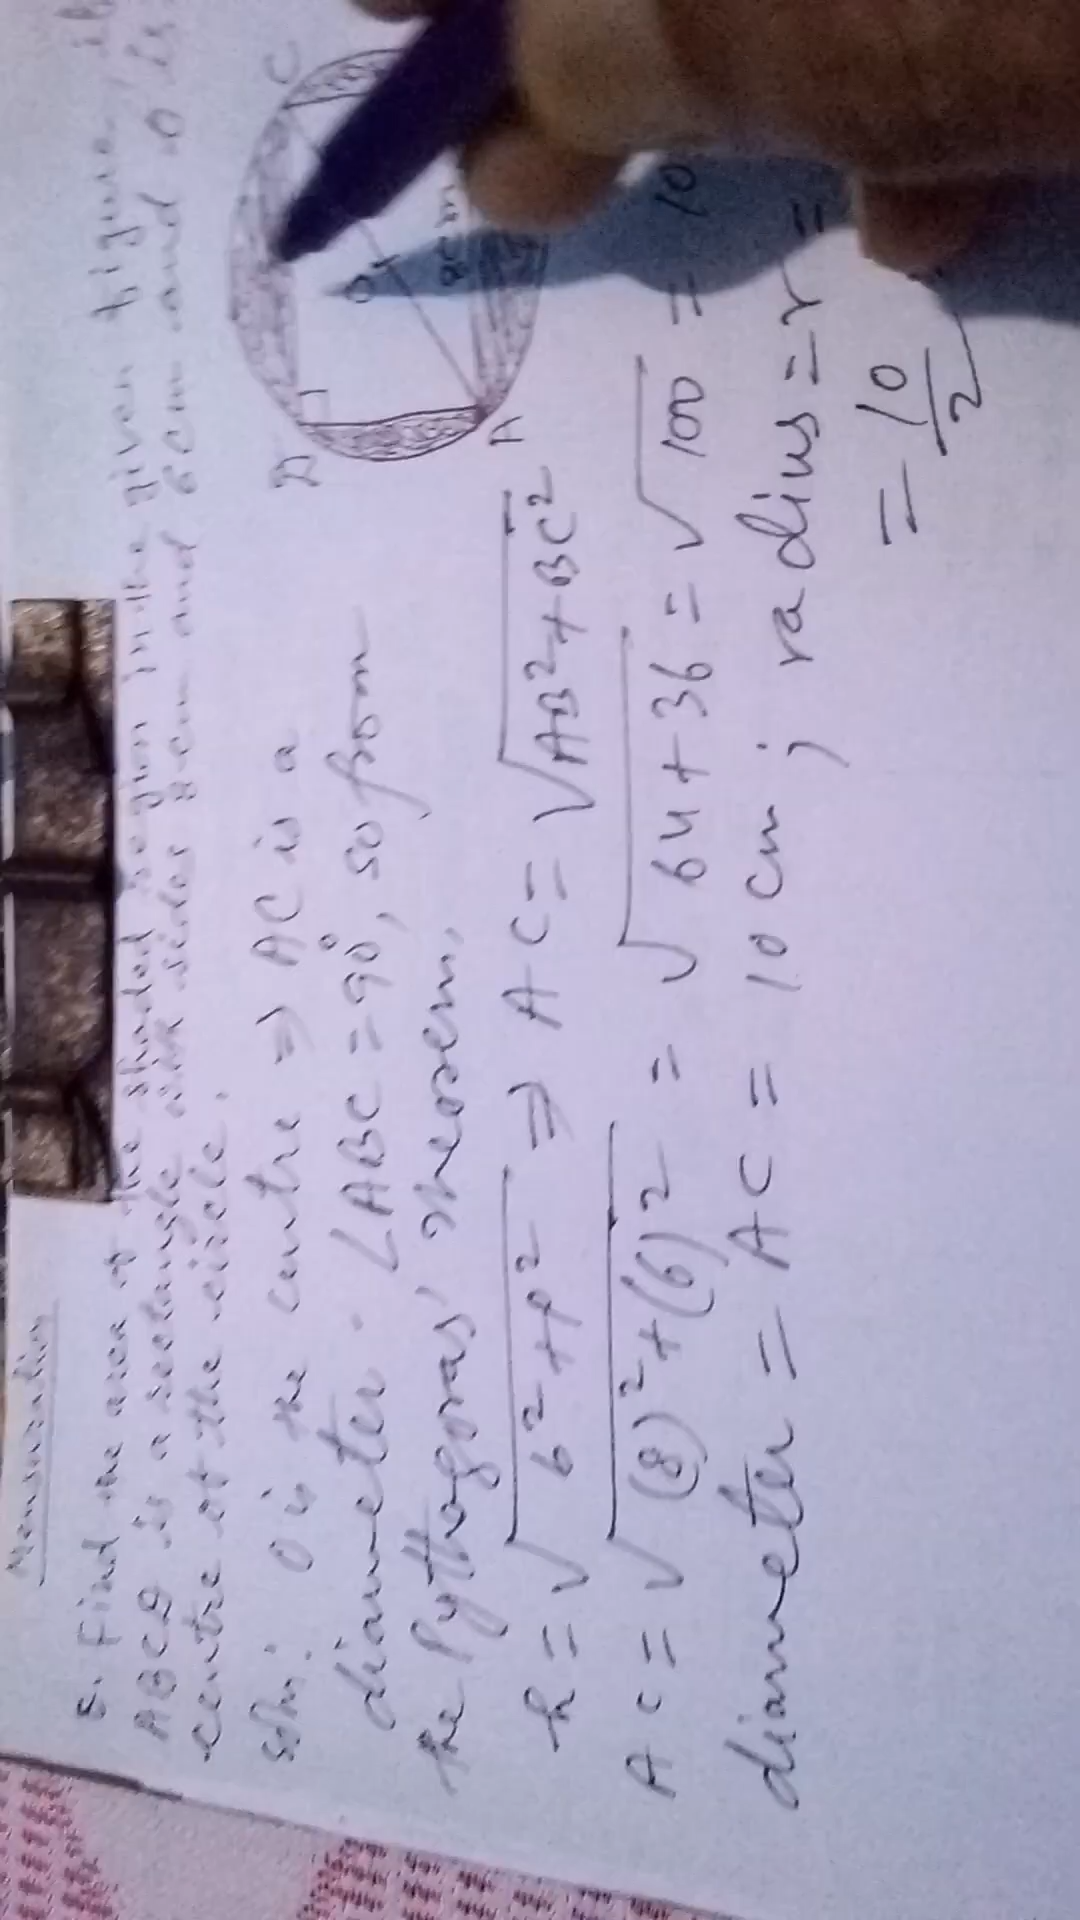 Mensuration
8. Find the area of the shaded region in the given figure, if
ABCD is a rectangle with sides 8cm and 6cm and O is
centre of the circle.
Soln: O is the centre ⇒ AC is a
diameter. ∠ABC = 90°, so from
the Pythagoras' theorem,
h = √b²+p² ⇒ AC = √AB²+BC²
AC = √(8)²+(6)² = √64+36 = √100 = 10
diameter = AC = 10 cm; radius = r =
= 10/2
D
C
O
8cm
A